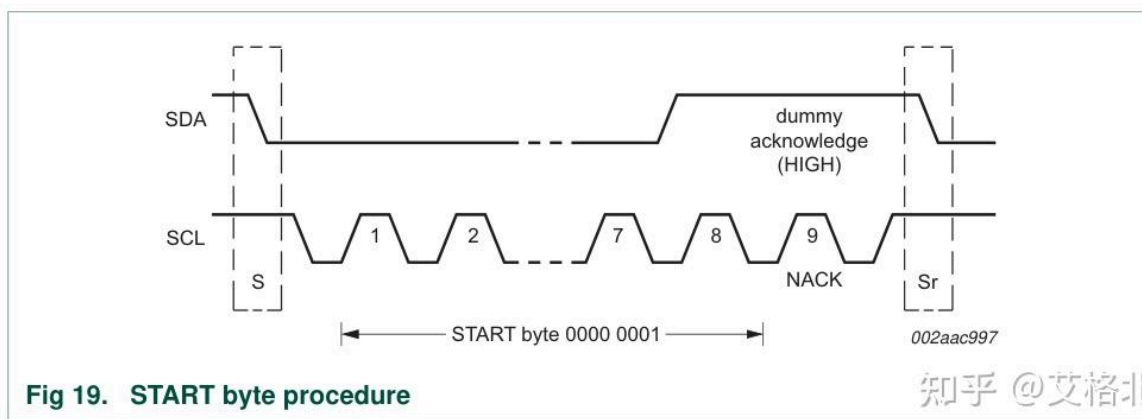 SDA
dummy
acknowledge
(HIGH)
SCL
1 2 7 8 9
S
NACK
Sr
START byte 0000 0001
002aac997
Fig 19. START byte procedure
知乎 @艾格北